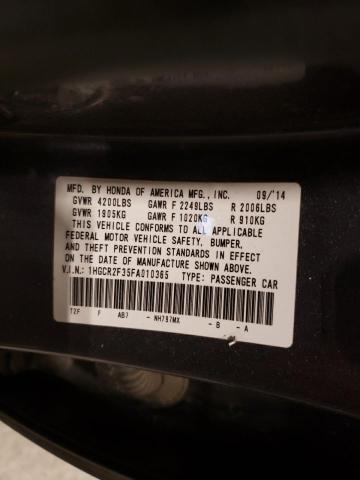 MFD. BY HONDA OF AMERICA MFG., INC. 09/'14
GVWR 4200LBS GAWR F 2249LBS R 2006LBS
GVWR 1905KG GAWR F 1020KG R 910KG
THIS VEHICLE CONFORMS TO ALL APPLICABLE
FEDERAL MOTOR VEHICLE SAFETY, BUMPER,
AND THEFT PREVENTION STANDARDS IN EFFECT
ON THE DATE OF MANUFACTURE SHOWN ABOVE.
V.I.N.: 1HGCR2F35FA010365 TYPE: PASSENGER CAR
T2F F AB7 - NH797MX - B - A